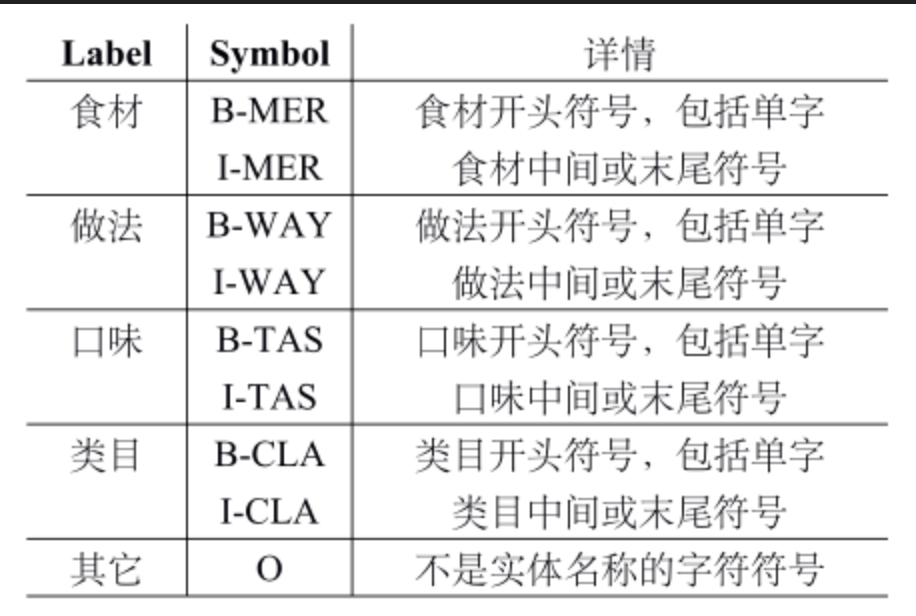 Label Symbol 详情
食材 B-MER 食材开头符号，包括单字
I-MER 食材中间或末尾符号
做法 B-WAY 做法开头符号，包括单字
I-WAY 做法中间或末尾符号
口味 B-TAS 口味开头符号，包括单字
I-TAS 口味中间或末尾符号
类目 B-CLA 类目开头符号，包括单字
I-CLA 类目中间或末尾符号
其它 O 不是实体名称的字符符号